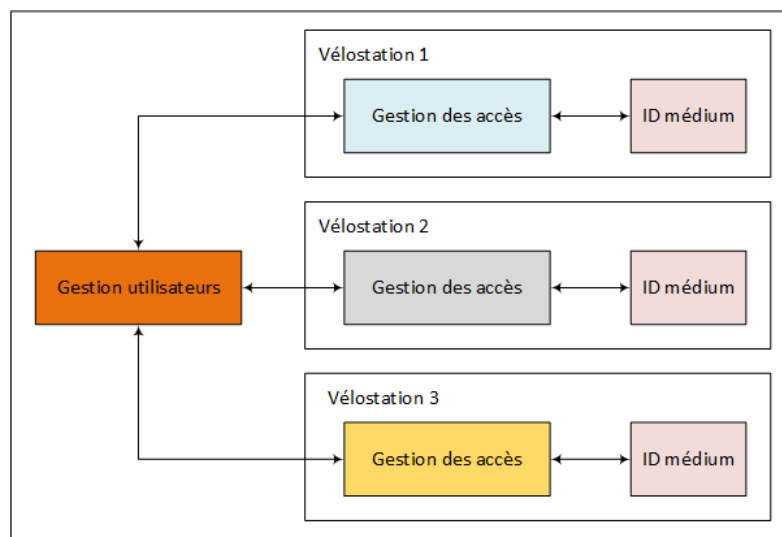 Vélostation 1
Gestion des accès
ID médium
Vélostation 2
Gestion utilisateurs
Gestion des accès
ID médium
Vélostation 3
Gestion des accès
ID médium